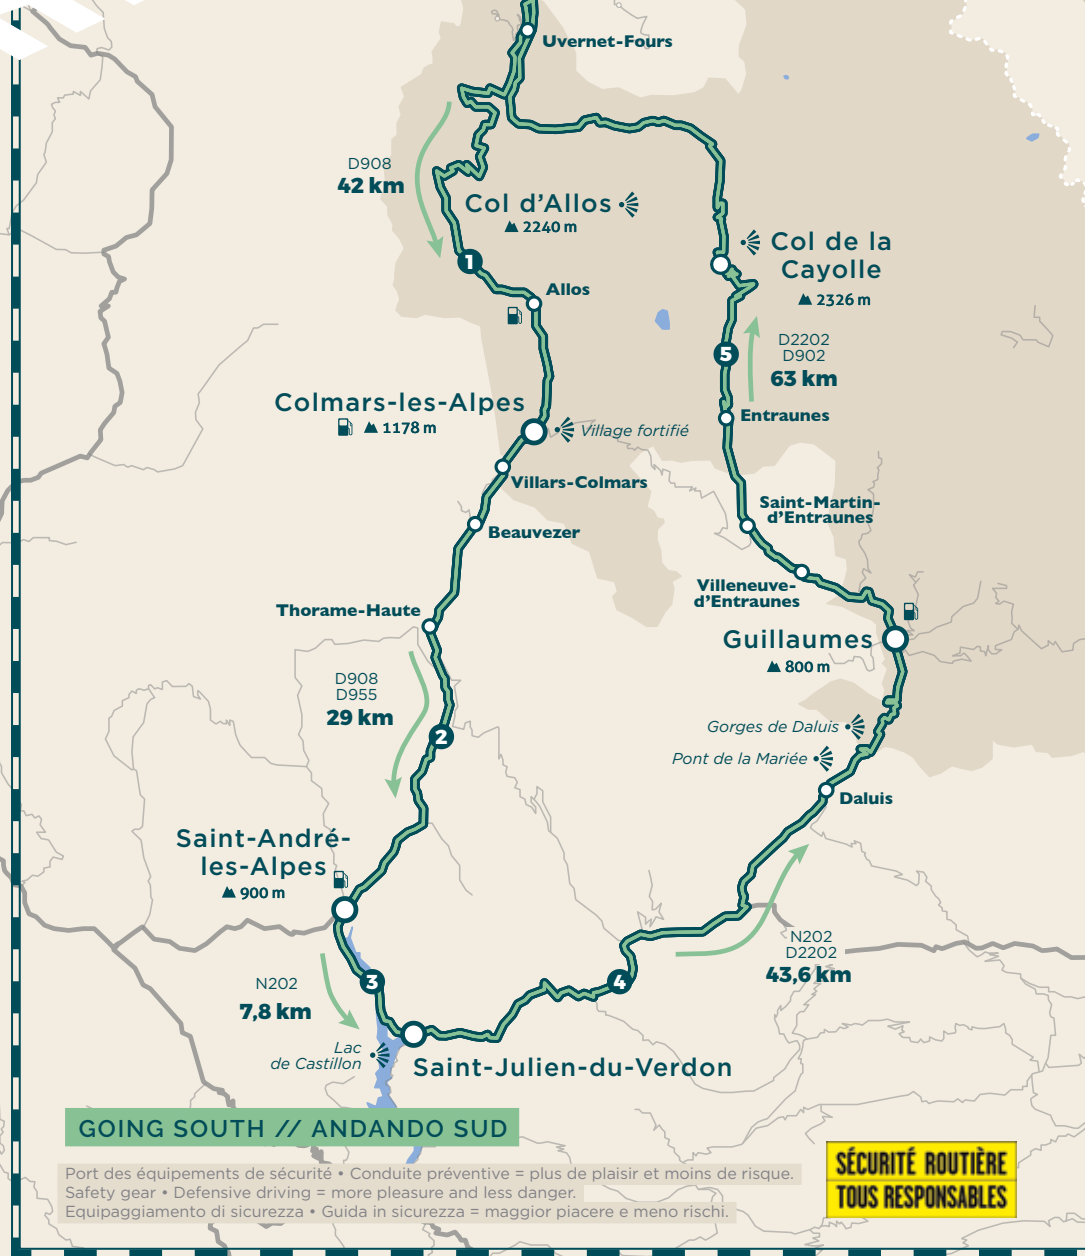 Uvernet-Fours
D908
42 km
Col d'Allos
2240 m
Col de la
Cayolle
2326 m
1
Allos
D2202
D902
63 km
5
Colmars-les-Alpes
1178 m
Village fortifié
Entraunes
Villars-Colmars
Saint-Martin-
d'Entraunes
Beauvezer
Villeneuve-
d'Entraunes
Thorame-Haute
Guillaumes
800 m
D908
D955
29 km
2
Gorges de Daluis
Pont de la Mariée
Daluis
Saint-André-
les-Alpes
900 m
N202
D2202
43,6 km
4
N202
7,8 km
3
Lac
de Castillon
Saint-Julien-du-Verdon
GOING SOUTH // ANDANDO SUD
Port des équipements de sécurité • Conduite préventive = plus de plaisir et moins de risque.
Safety gear • Defensive driving = more pleasure and less danger.
Equipaggiamento di sicurezza • Guida in sicurezza = maggior piacere e meno rischi.
SÉCURITÉ ROUTIÈRE
TOUS RESPONSABLES